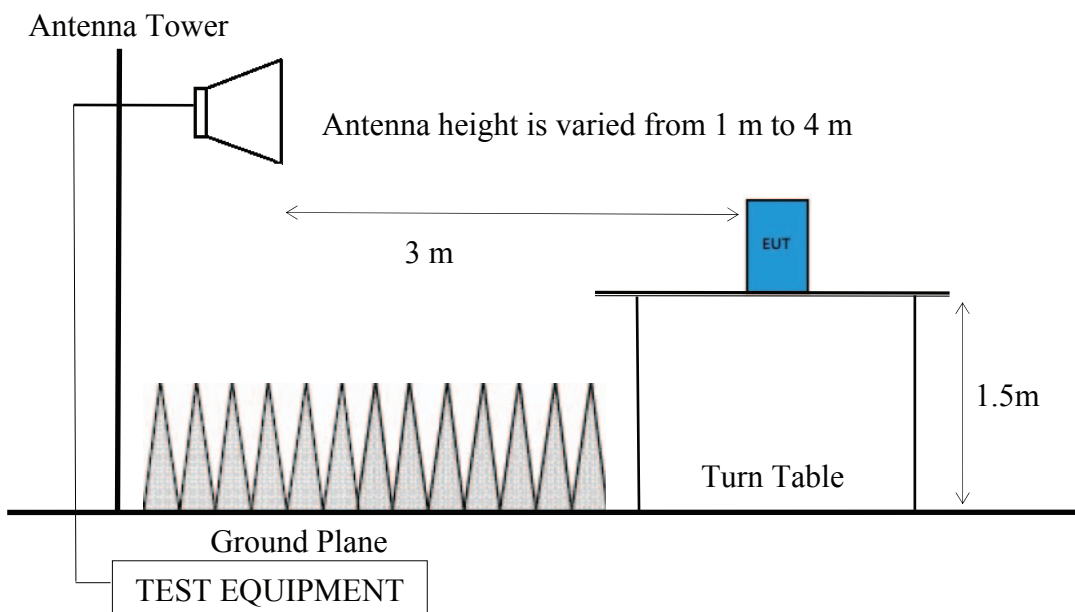 Antenna Tower
Antenna height is varied from 1 m to 4 m
EUT
3 m
1.5m
Turn Table
Ground Plane
TEST EQUIPMENT